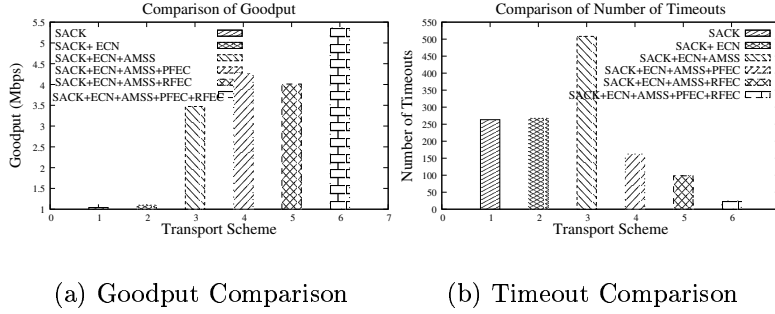 Comparison of Goodput
Goodput (Mbps)
5.5
5
4.5
4
3.5
3
2.5
2
1.5
1
SACK
SACK+ ECN
SACK+ECN+AMSS
SACK+ECN+AMSS+PFEC
SACK+ECN+AMSS+RFEC
SACK+ECN+AMSS+PFEC+RFEC
0 1 2 3 4 5 6 7
Transport Scheme
(a) Goodput Comparison
Comparison of Number of Timeouts
Number of Timeouts
550
500
450
400
350
300
250
200
150
100
50
0
SACK
SACK+ ECN
SACK+ECN+AMSS
SACK+ECN+AMSS+PFEC
SACK+ECN+AMSS+RFEC
SACK+ECN+AMSS+PFEC+RFEC
0 1 2 3 4 5 6
Transport Scheme
(b) Timeout Comparison